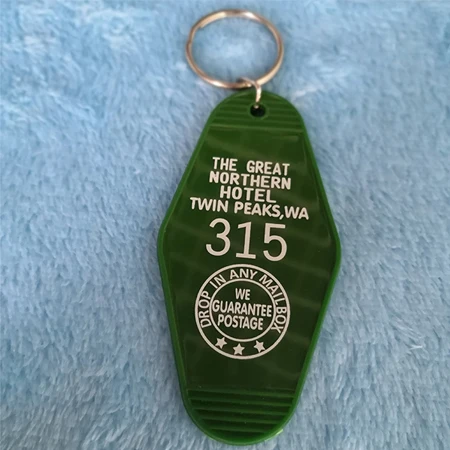 THE GREAT
NORTHERN
HOTEL
TWIN PEAKS,WA
315
DROP IN ANY MAILBOX
WE
GUARANTEE
POSTAGE